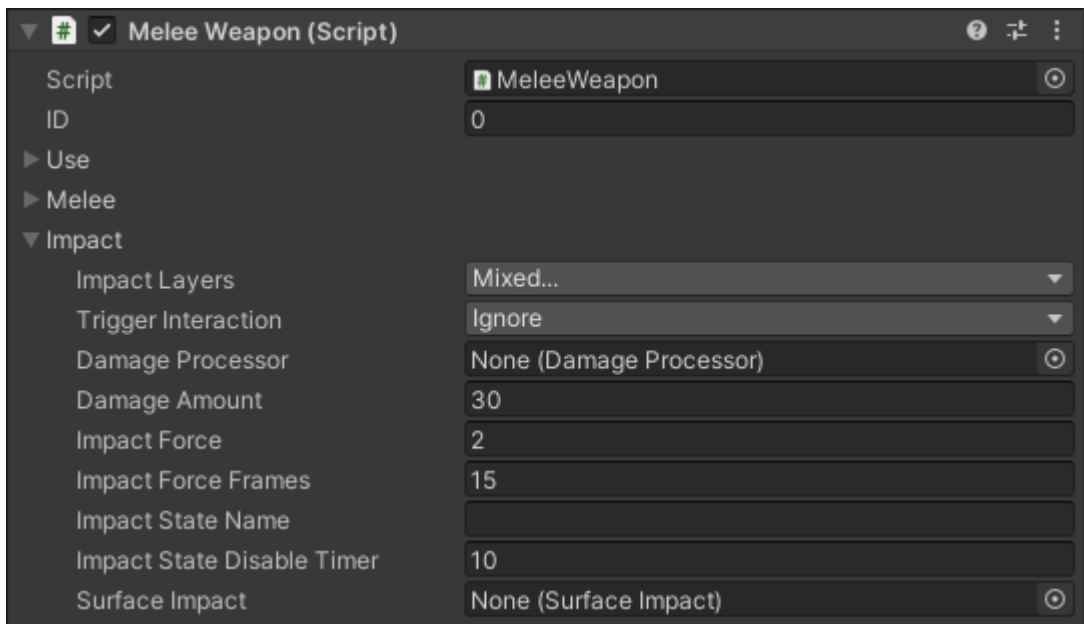 Melee Weapon (Script)
Script MeleeWeapon
ID 0
Use
Melee
Impact
Impact Layers Mixed...
Trigger Interaction Ignore
Damage Processor None (Damage Processor)
Damage Amount 30
Impact Force 2
Impact Force Frames 15
Impact State Name
Impact State Disable Timer 10
Surface Impact None (Surface Impact)